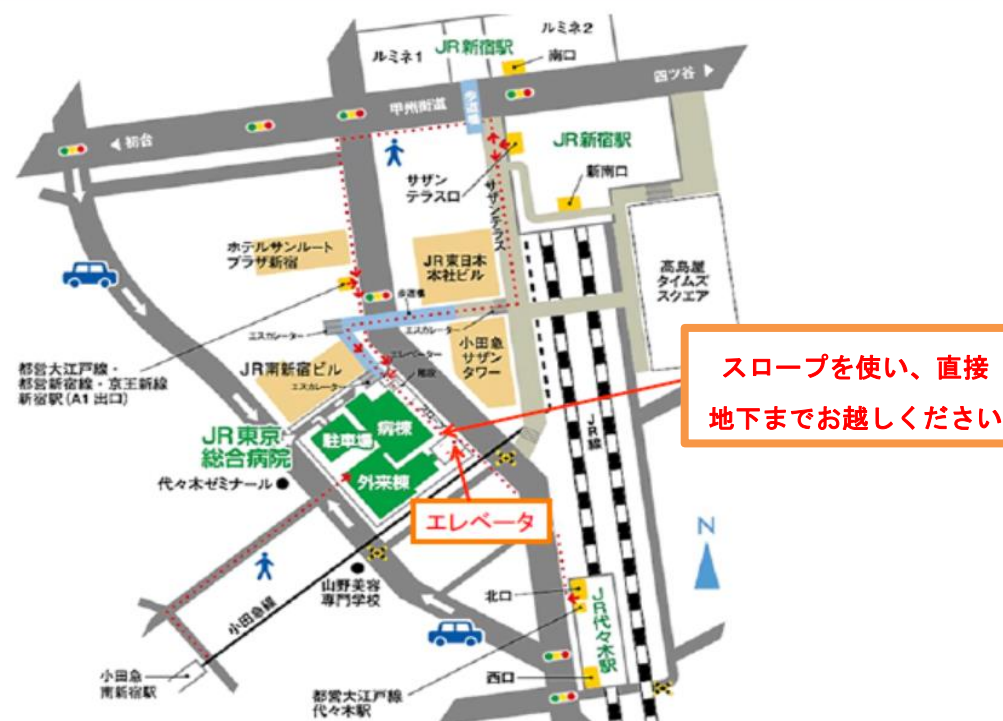 ルミネ1
JR新宿駅
ルミネ2
南口
四ツ谷
甲州街道
歩道橋
初台
JR新宿駅
サザン
テラス口
新南口
サザンテラス
ホテルサンルート
プラザ新宿
JR東日本
本社ビル
高島屋
タイムズ
スクエア
歩道橋
エスカレーター
エスカレーター
小田急
サザン
タワー
都営大江戸線・
都営新宿線・京王新線
新宿駅(A1出口)
JR南新宿ビル
エレベーター
階段
エスカレーター
スロープ
スロープを使い、直接
地下までお越しください
JR線
JR東京
総合病院
駐車場
病棟
外来棟
代々木ゼミナール
エレベータ
N
山野美容
専門学校
小田急線
北口
JR代々木駅
西口
小田急
南新宿駅
都営大江戸線
代々木駅